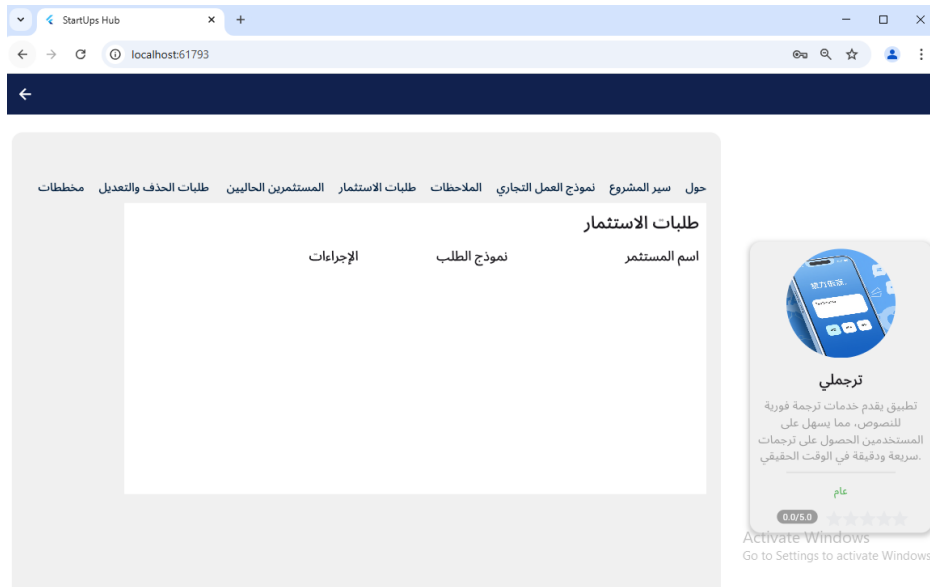 StartUps Hub
localhost:61793
حول سير المشروع نموذج العمل التجاري الملاحظات طلبات الاستثمار المستثمرين الحاليين طلبات الحذف والتعديل مخططات
طلبات الاستثمار
اسم المستثمر نموذج الطلب الإجراءات
ترجملي
تطبيق يقدم خدمات ترجمة فورية
للنصوص، مما يسهل على
المستخدمين الحصول على ترجمات
سريعة ودقيقة في الوقت الحقيقي.
عام
0.0/5.0
Activate Windows
Go to Settings to activate Windows